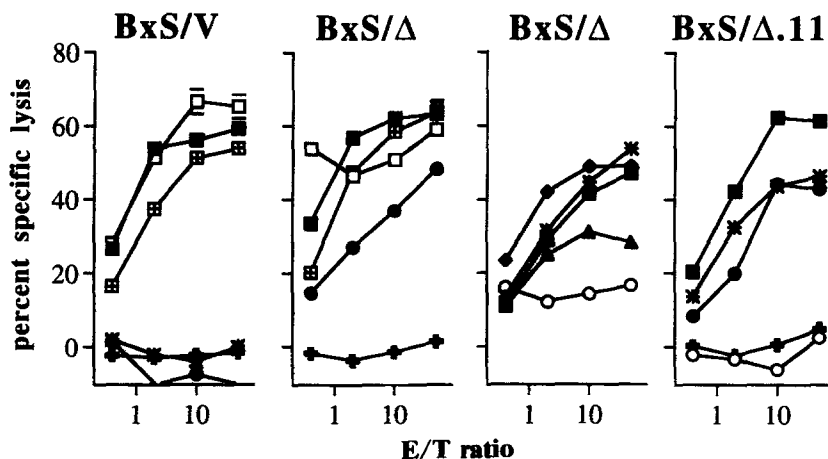 BxS/V BxS/Δ BxS/Δ BxS/Δ.11
percent specific lysis
80
60
40
20
0
1 10 1 10 1 10 1 10
E/T ratio